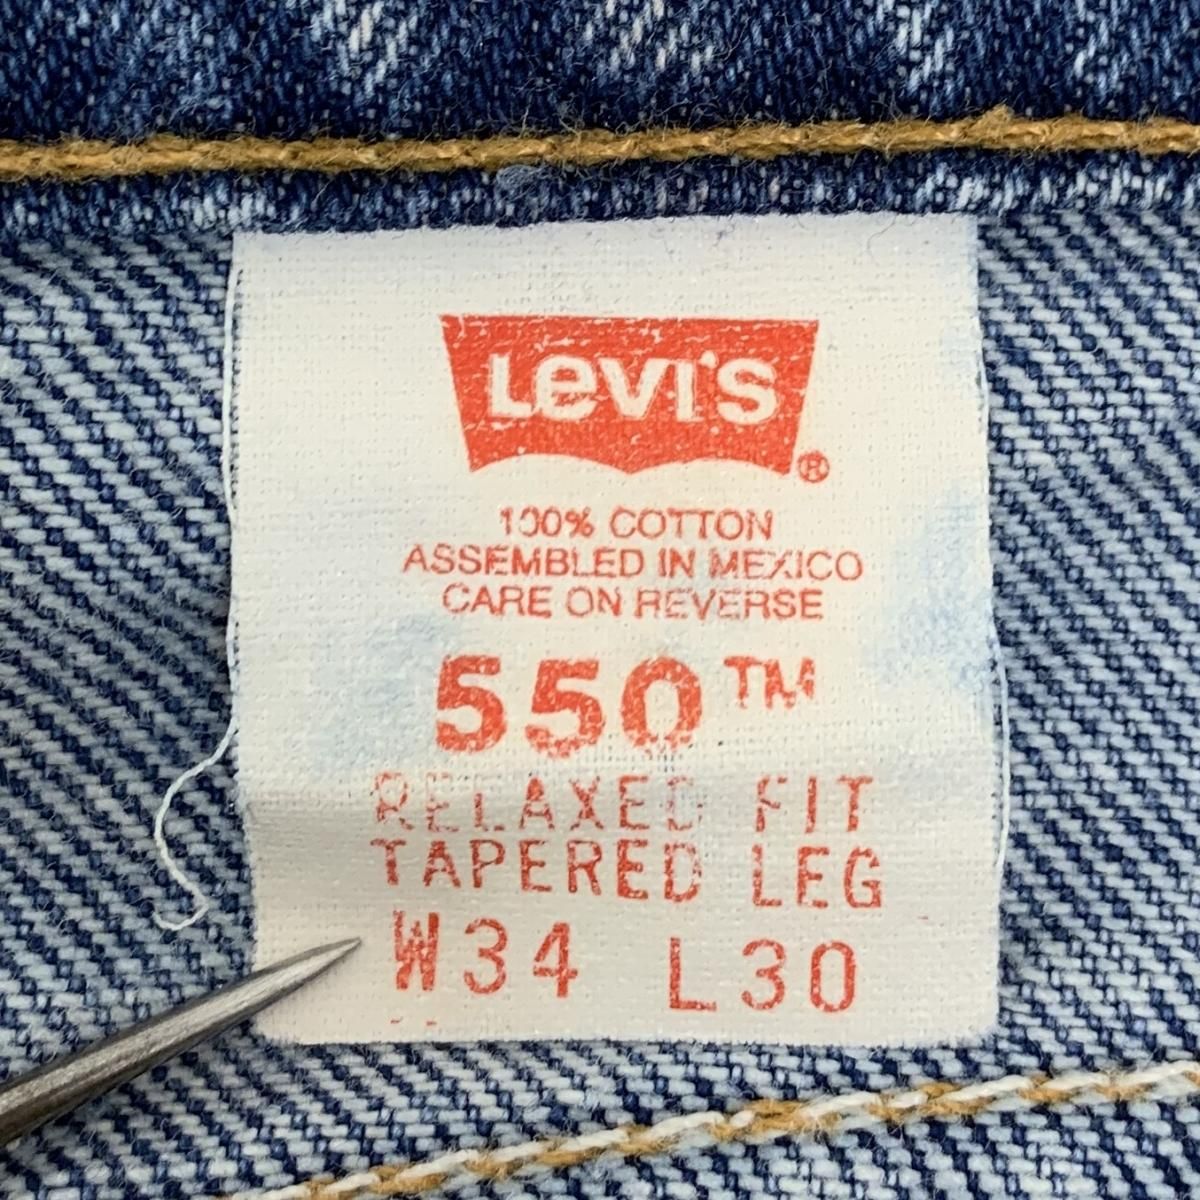 Levi's
®
100% COTTON
ASSEMBLED IN MEXICO
CARE ON REVERSE
550™
RELAXED FIT
TAPERED LEG
W34 L30